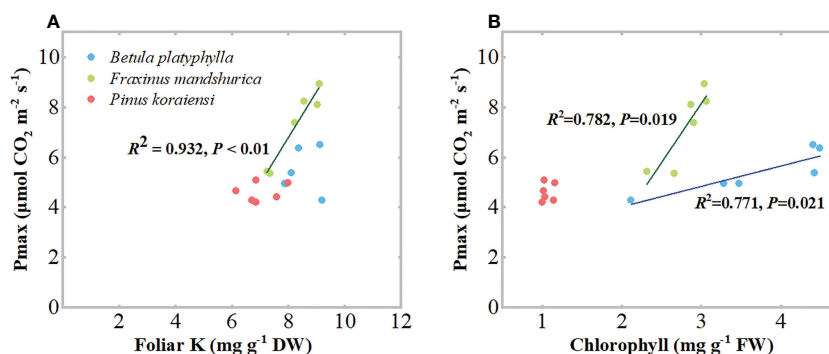 A
Betula platyphylla
Fraxinus mandshurica
Pinus koraiensi
R² = 0.932, P < 0.01
10
8
6
4
2
0
Pmax (µmol CO₂ m⁻² s⁻¹)
2 4 6 8 10 12
Foliar K (mg g⁻¹ DW)
B
R²=0.782, P=0.019
R²=0.771, P=0.021
10
8
6
4
2
0
Pmax (µmol CO₂ m⁻² s⁻¹)
1 2 3 4
Chlorophyll (mg g⁻¹ FW)